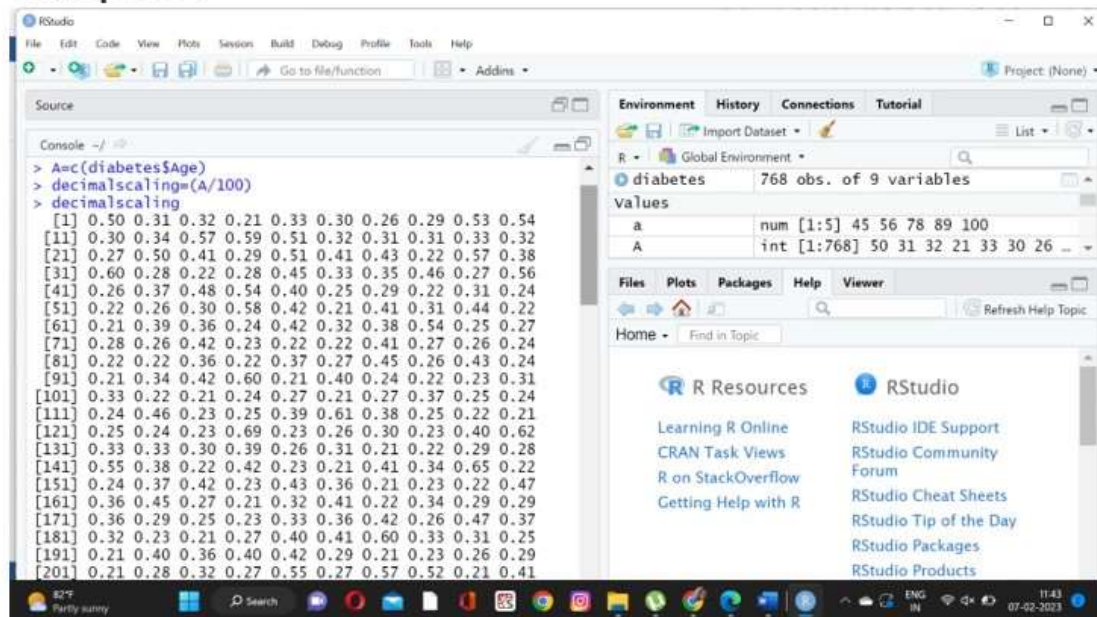 RStudio
File Edit Code View Plots Session Build Debug Profile Tools Help
Go to file/function Addins Project: (None)
Source
Console ~/
> A=c(diabetes$Age)
> decimalscaling=(A/100)
> decimalscaling
[1] 0.50 0.31 0.32 0.21 0.33 0.30 0.26 0.29 0.53 0.54
[11] 0.30 0.34 0.57 0.59 0.51 0.32 0.31 0.31 0.33 0.32
[21] 0.27 0.50 0.41 0.29 0.51 0.41 0.43 0.22 0.57 0.38
[31] 0.60 0.28 0.22 0.28 0.45 0.33 0.35 0.46 0.27 0.56
[41] 0.26 0.37 0.48 0.54 0.40 0.25 0.29 0.22 0.31 0.24
[51] 0.22 0.26 0.30 0.58 0.42 0.21 0.41 0.31 0.44 0.22
[61] 0.21 0.39 0.36 0.24 0.42 0.32 0.38 0.54 0.25 0.27
[71] 0.28 0.26 0.42 0.23 0.22 0.22 0.41 0.27 0.26 0.24
[81] 0.22 0.22 0.36 0.22 0.37 0.27 0.45 0.26 0.43 0.24
[91] 0.21 0.34 0.42 0.60 0.21 0.40 0.24 0.22 0.23 0.31
[101] 0.33 0.22 0.21 0.24 0.27 0.21 0.27 0.37 0.25 0.24
[111] 0.24 0.46 0.23 0.25 0.39 0.61 0.38 0.25 0.22 0.21
[121] 0.25 0.24 0.23 0.69 0.23 0.26 0.30 0.23 0.40 0.62
[131] 0.33 0.33 0.30 0.39 0.26 0.31 0.21 0.22 0.29 0.28
[141] 0.55 0.38 0.22 0.42 0.23 0.21 0.41 0.34 0.65 0.22
[151] 0.24 0.37 0.42 0.23 0.43 0.36 0.21 0.23 0.22 0.47
[161] 0.36 0.45 0.27 0.21 0.32 0.41 0.22 0.34 0.29 0.29
[171] 0.36 0.29 0.25 0.23 0.33 0.36 0.42 0.26 0.47 0.37
[181] 0.32 0.23 0.21 0.27 0.40 0.41 0.60 0.33 0.31 0.25
[191] 0.21 0.40 0.36 0.40 0.42 0.29 0.21 0.23 0.26 0.29
[201] 0.21 0.28 0.32 0.27 0.55 0.27 0.57 0.52 0.21 0.41
Environment History Connections Tutorial
Import Dataset List
R Global Environment
diabetes 768 obs. of 9 variables
Values
a num [1:5] 45 56 78 89 100
A int [1:768] 50 31 32 21 33 30 26 …
Files Plots Packages Help Viewer
Refresh Help Topic
Home Find in Topic
R Resources
Learning R Online
CRAN Task Views
R on StackOverflow
Getting Help with R
RStudio
RStudio IDE Support
RStudio Community
Forum
RStudio Cheat Sheets
RStudio Tip of the Day
RStudio Packages
RStudio Products
82°F
Partly sunny
Search
ENG
IN
11:43
07-02-2023